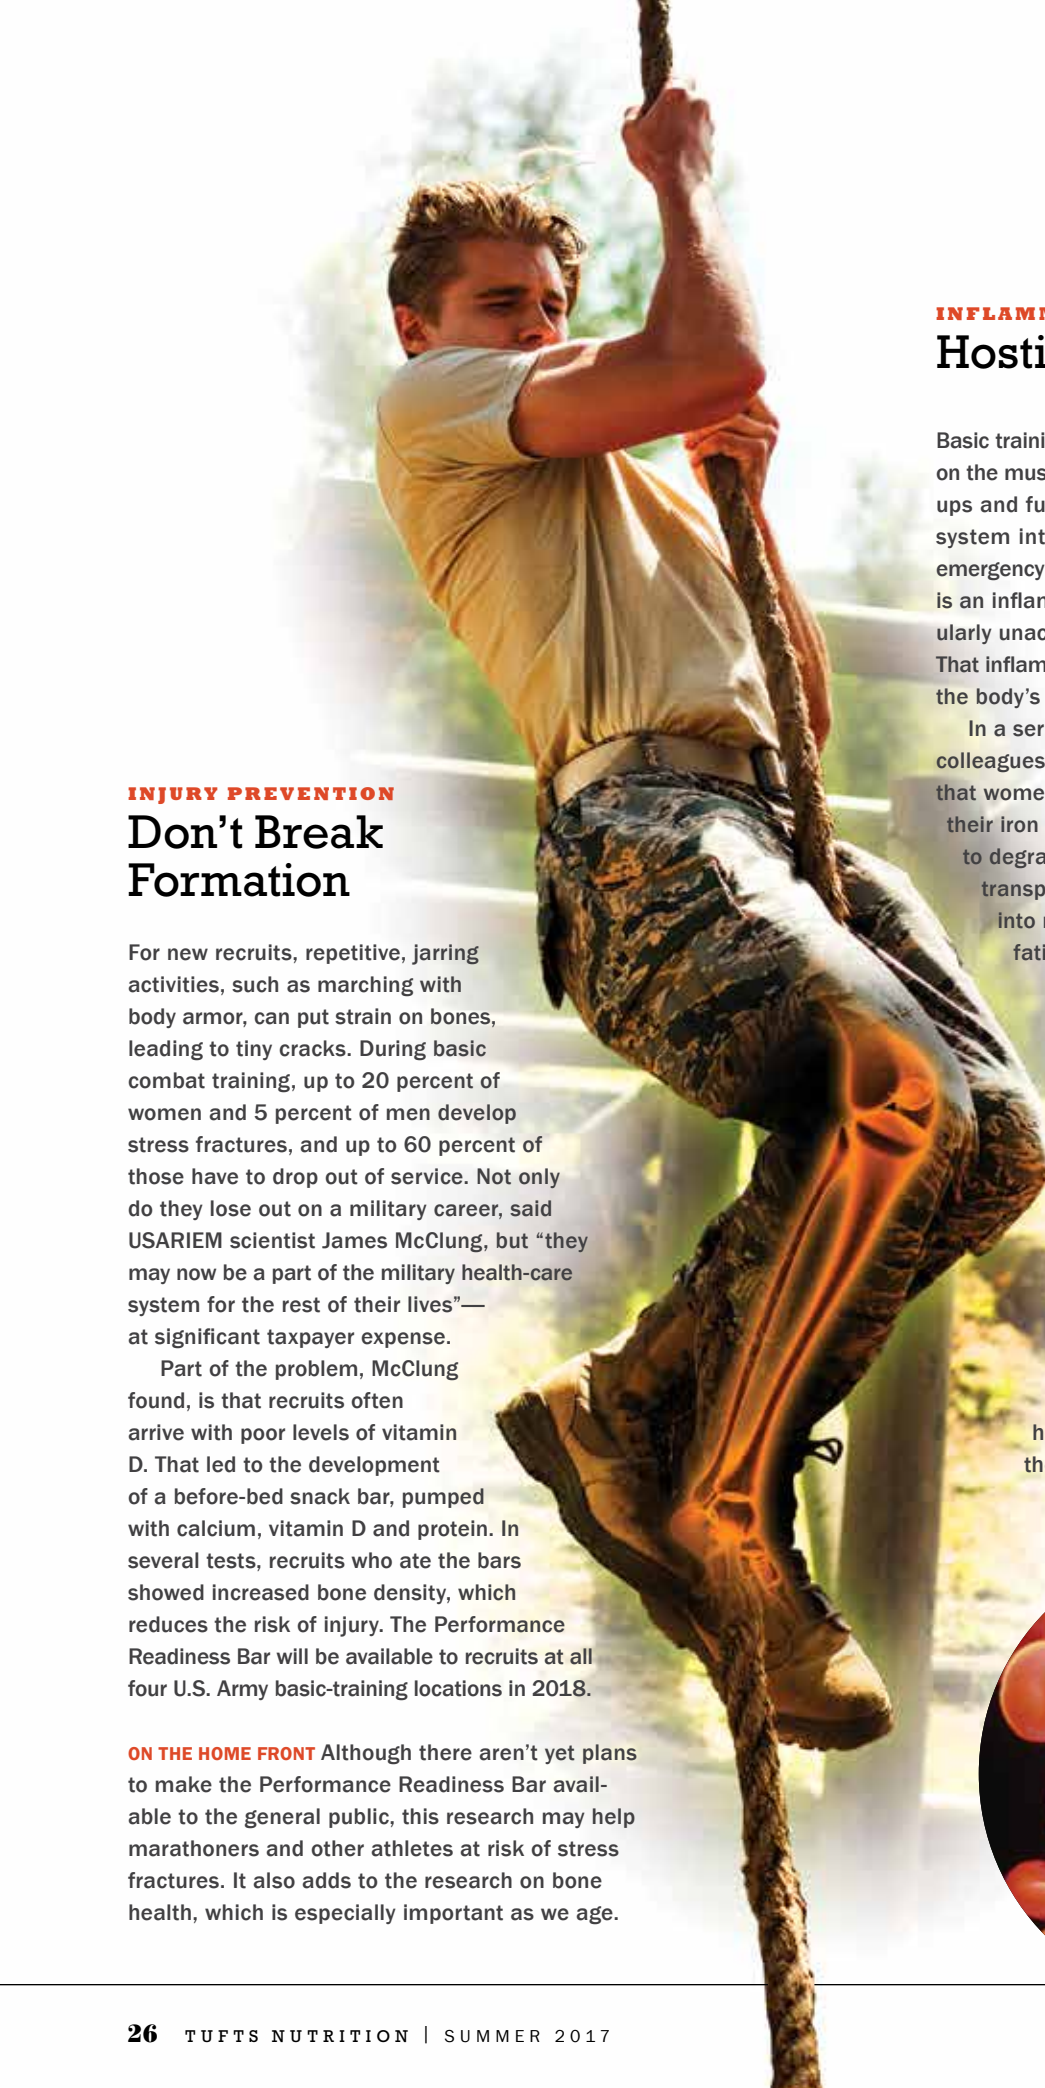 INJURY PREVENTION
Don't Break
Formation
For new recruits, repetitive, jarring
activities, such as marching with
body armor, can put strain on bones,
leading to tiny cracks. During basic
combat training, up to 20 percent of
women and 5 percent of men develop
stress fractures, and up to 60 percent of
those have to drop out of service. Not only
do they lose out on a military career, said
USARIEM scientist James McClung, but “they
may now be a part of the military health-care
system for the rest of their lives”—
at significant taxpayer expense.
Part of the problem, McClung
found, is that recruits often
arrive with poor levels of vitamin
D. That led to the development
of a before-bed snack bar, pumped
with calcium, vitamin D and protein. In
several tests, recruits who ate the bars
showed increased bone density, which
reduces the risk of injury. The Performance
Readiness Bar will be available to recruits at all
four U.S. Army basic-training locations in 2018.
ON THE HOME FRONT Although there aren't yet plans
to make the Performance Readiness Bar avail-
able to the general public, this research may help
marathoners and other athletes at risk of stress
fractures. It also adds to the research on bone
health, which is especially important as we age.
Basic
on the
ups and
system
emergency
is an
ularly
That
the body's
In a
colleagues
that
their iron
to
into
26 TUFTS NUTRITION | SUMMER 2017